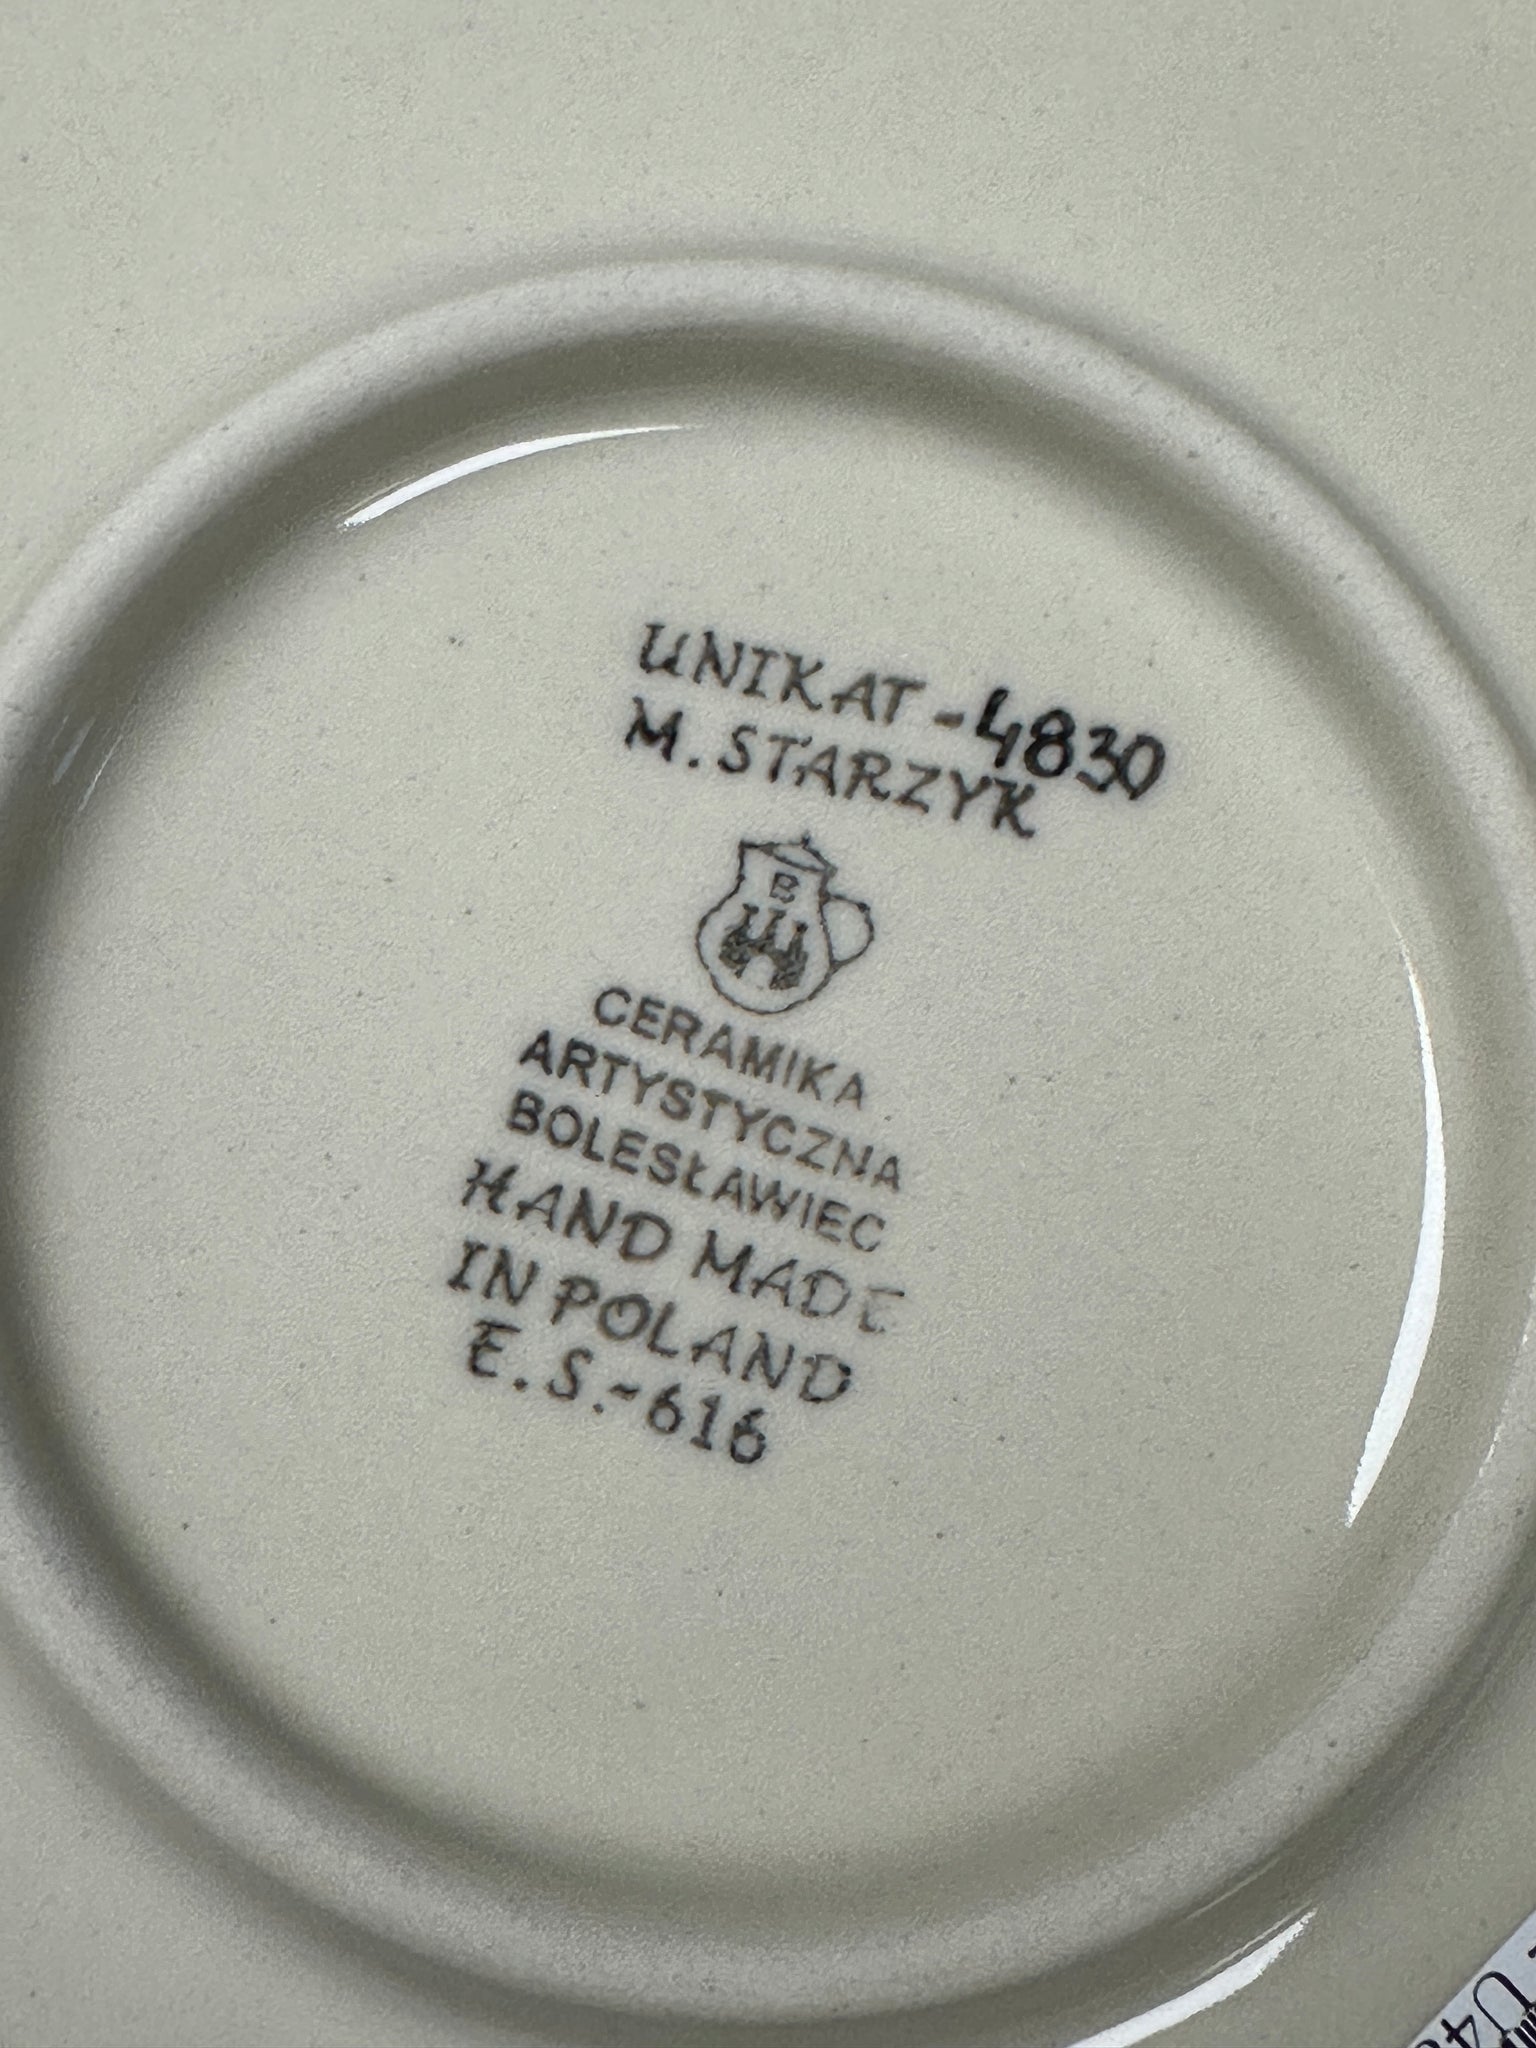 UNIKAT-4830
M. STARZYK
B
CERAMIKA
ARTYSTYCZNA
BOLESŁAWIEC
HAND MADE
IN POLAND
E.S.-616